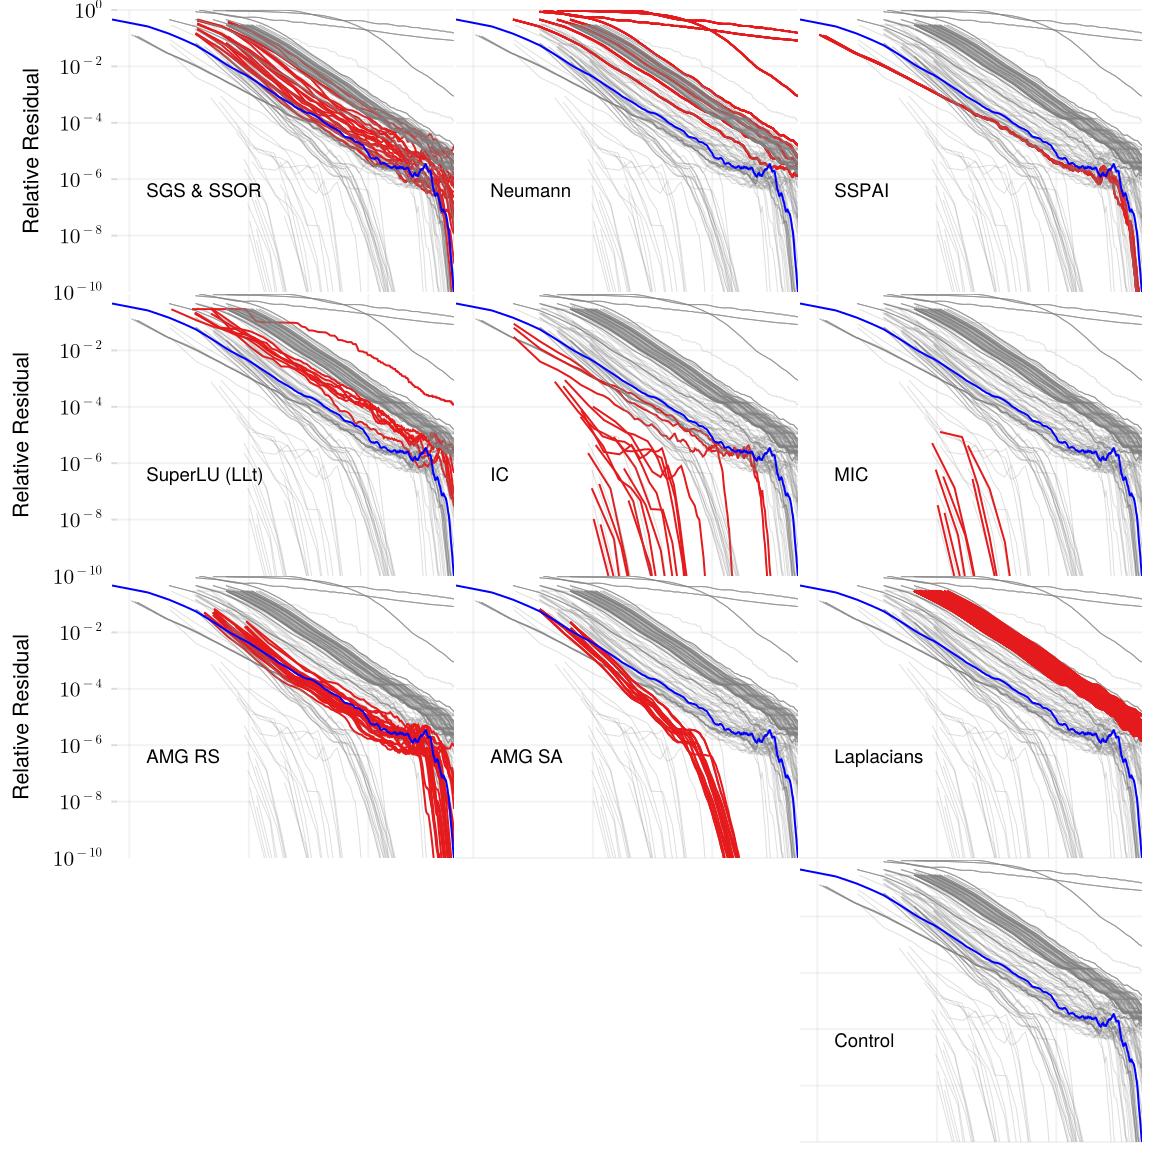 10^0
10^−2
10^−4
10^−6
10^−8
10^−10
Relative Residual
SGS & SSOR
Neumann
SSPAI
10^−2
10^−4
10^−6
10^−8
10^−10
Relative Residual
SuperLU (LLt)
IC
MIC
10^−2
10^−4
10^−6
10^−8
10^−10
Relative Residual
AMG RS
AMG SA
Laplacians
Control